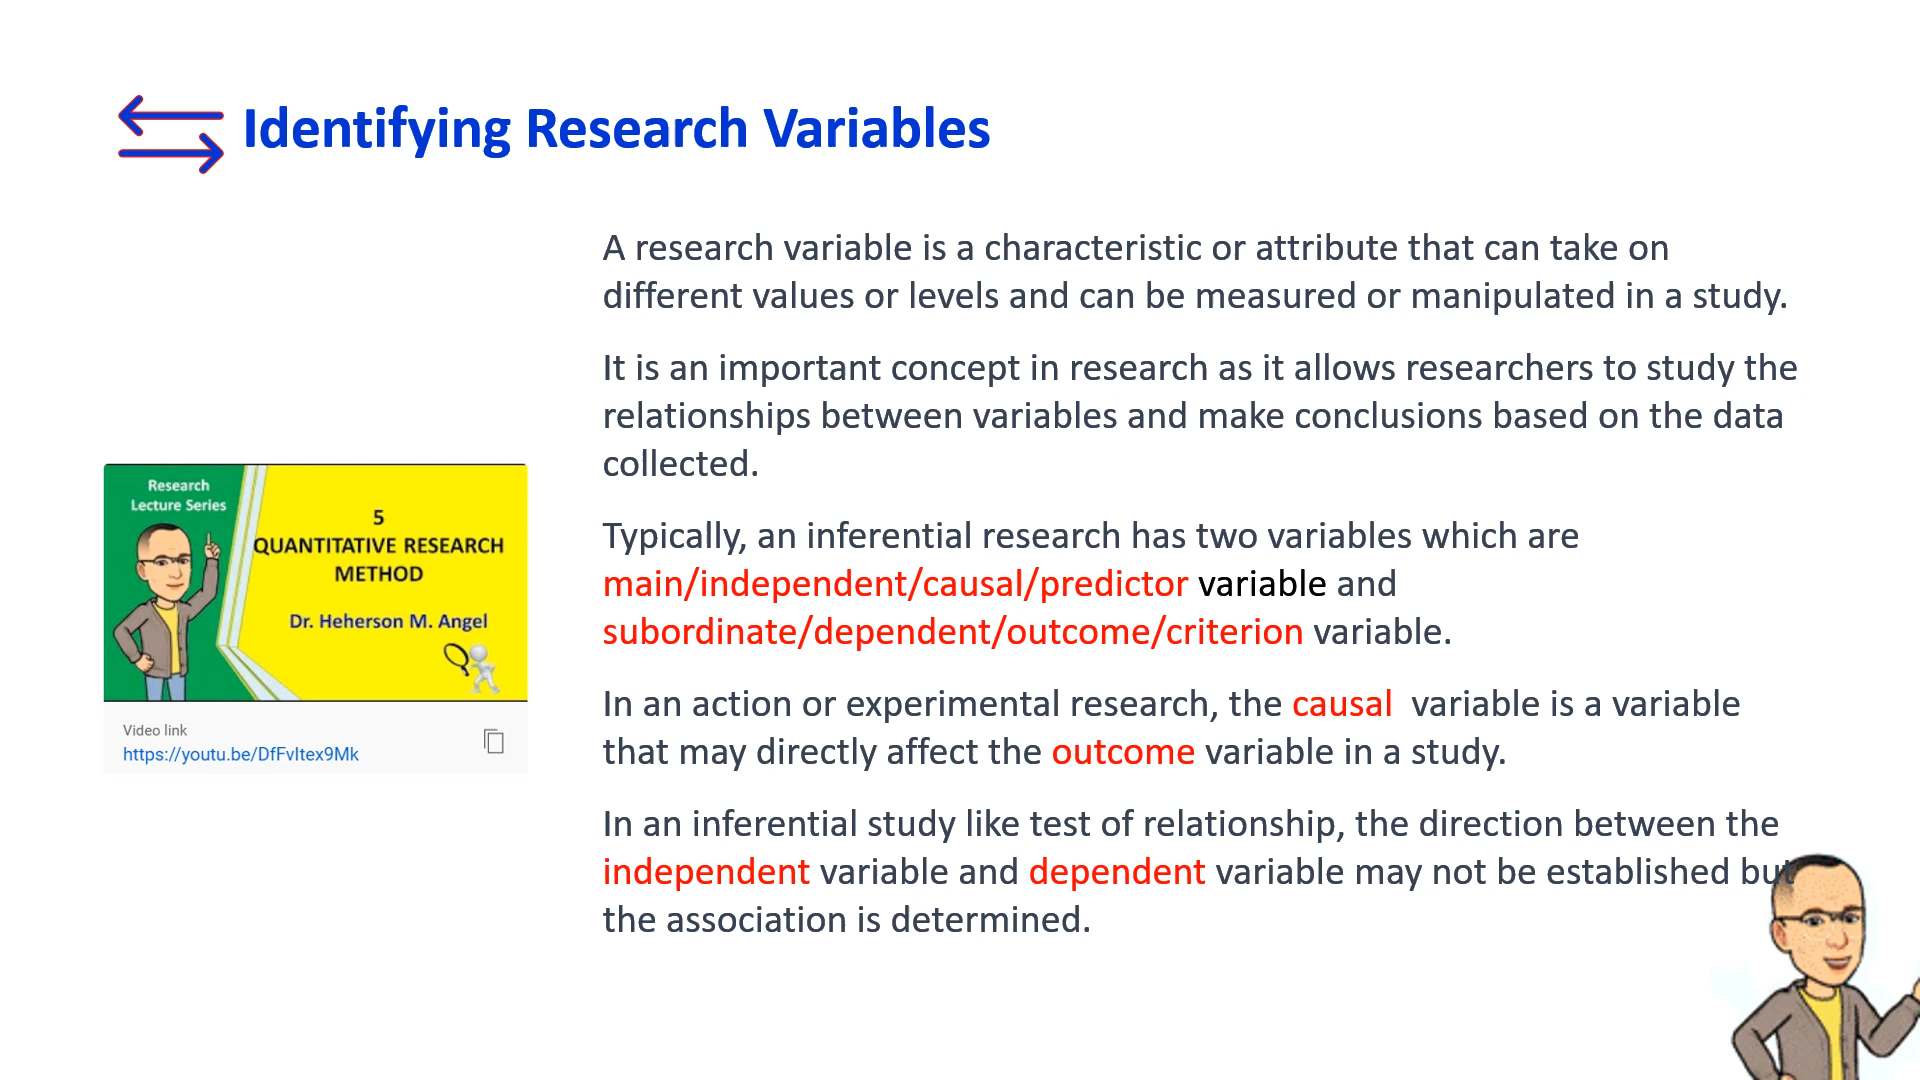 Identifying Research Variables
A research variable is a characteristic or attribute that can take on
different values or levels and can be measured or manipulated in a study.
It is an important concept in research as it allows researchers to study the
relationships between variables and make conclusions based on the data
collected.
Typically, an inferential research has two variables which are
main/independent/causal/predictor variable and
subordinate/dependent/outcome/criterion variable.
In an action or experimental research, the causal variable is a variable
that may directly affect the outcome variable in a study.
In an inferential study like test of relationship, the direction between the
independent variable and dependent variable may not be established but
the association is determined.
Research
Lecture Series
5
QUANTITATIVE RESEARCH
METHOD
Dr. Heherson M. Angel
Video link
https://youtu.be/DfFvItex9Mk